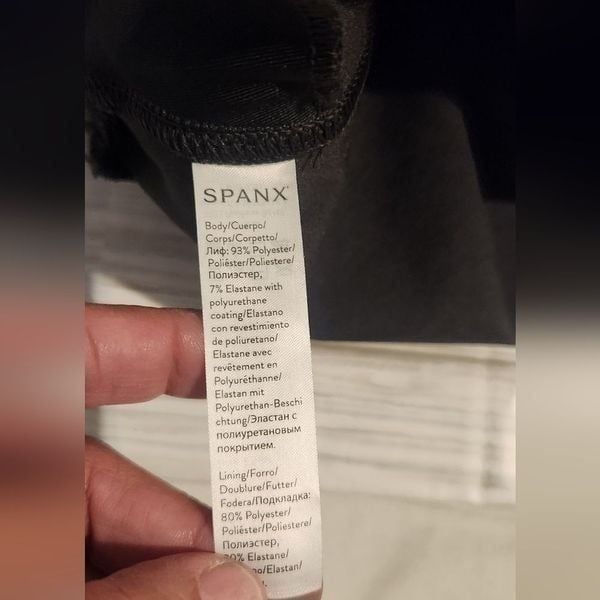 SPANX®
Body/Cuerpo/
Corps/Corpetto/
Лиф: 93% Polyester/
Poliéster/Poliestere/
Полиэстер,
7% Elastane with
polyurethane
coating/Elastano
con revestimiento
de poliuretano/
Elastane avec
revêtement en
Polyuréthanne/
Elastan mit
Polyurethan-Beschi
chtung/Эластан с
полиуретановым
покрытием.
Lining/Forro/
Doublure/Futter/
Fodera/Подкладка:
80% Polyester/
Poliéster/Poliestere/
Полиэстер,
Elastane/
Elastan/